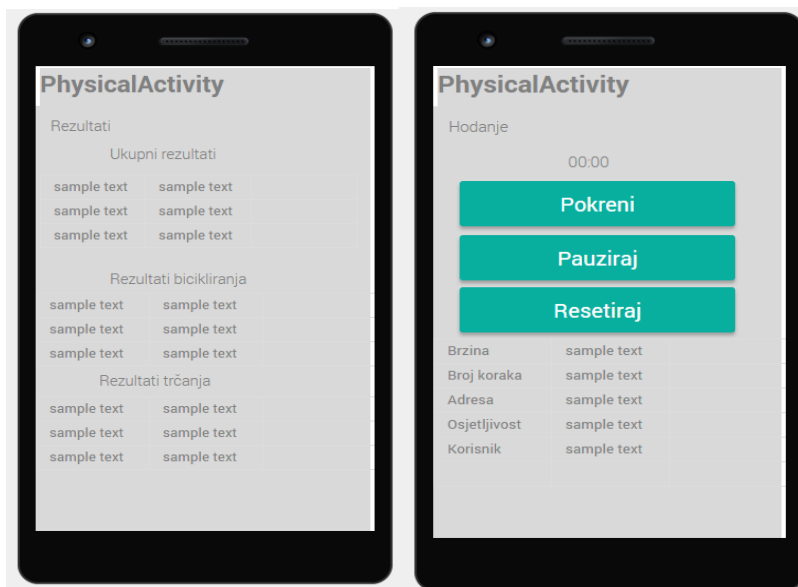 PhysicalActivity
Rezultati
Ukupni rezultati
sample text sample text
sample text sample text
sample text sample text
Rezultati bicikliranja
sample text sample text
sample text sample text
sample text sample text
Rezultati trčanja
sample text sample text
sample text sample text
sample text sample text
PhysicalActivity
Hodanje
00:00
Pokreni
Pauziraj
Resetiraj
Brzina sample text
Broj koraka sample text
Adresa sample text
Osjetljivost sample text
Korisnik sample text